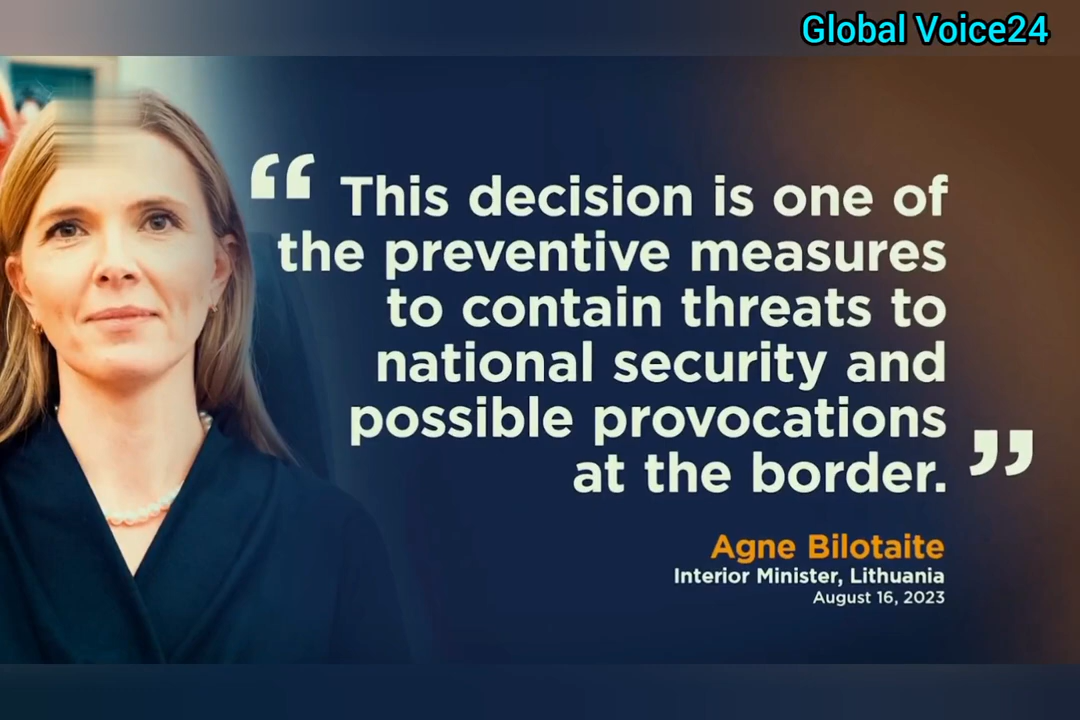 Global Voice24
“ This decision is one of
the preventive measures
to contain threats to
national security and
possible provocations
at the border. ”
Agne Bilotaite
Interior Minister, Lithuania
August 16, 2023